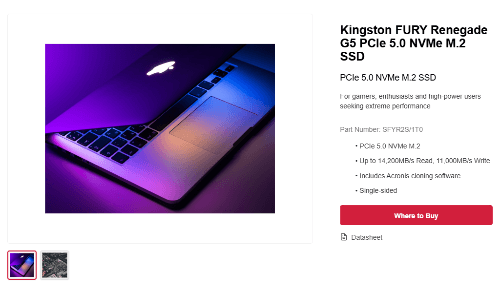 Kingston FURY Renegade
G5 PCIe 5.0 NVMe M.2
SSD
PCIe 5.0 NVMe M.2 SSD
For gamers, enthusiasts and high-power users
seeking extreme performance
Part Number: SFYR2S/1T0
• PCIe 5.0 NVMe M.2
• Up to 14,200MB/s Read, 11,000MB/s Write
• Includes Acronis cloning software
• Single-sided
Where to Buy
Datasheet